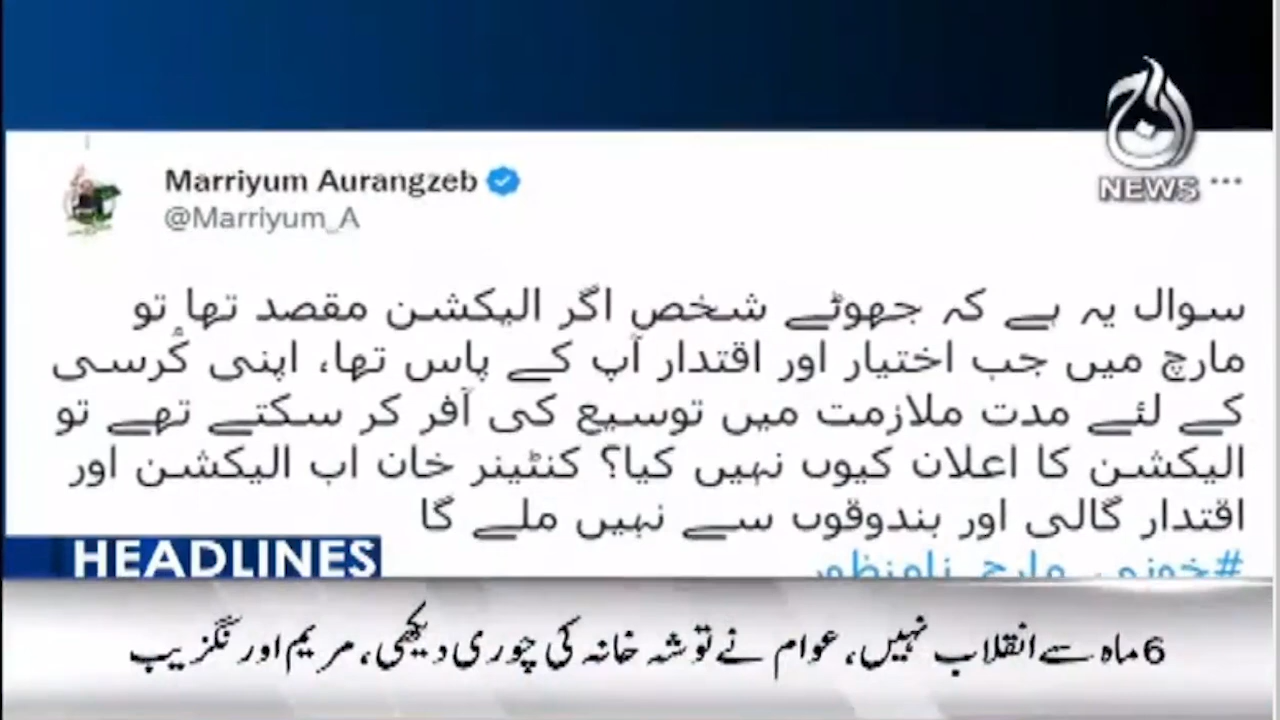 آج
NEWS
Marriyum Aurangzeb
@Marriyum_A
سوال یہ ہے کہ جھوٹے شخص اگر الیکشن مقصد تھا تو
مارچ میں جب اختیار اور اقتدار آپ کے پاس تھا، اپنی کُرسی
کے لئے مدت ملازمت میں توسیع کی آفر کر سکتے تھے تو
الیکشن کا اعلان کیوں نہیں کیا؟ کنٹینر خان اب الیکشن اور
اقتدار گالی اور بندوقوں سے نہیں ملے گا
#خونی_مارچ_نامنظور
HEADLINES
6 ماہ سے انقلاب نہیں، عوام نے توشہ خانہ کی چوری دیکھی، مریم اورنگزیب